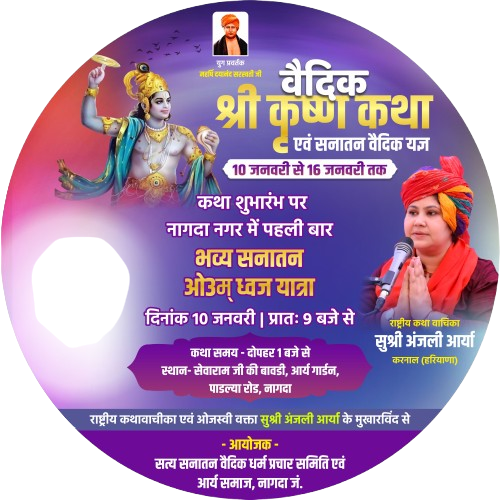 युग प्रवर्तक
महर्षि दयानंद सरस्वती जी
वैदिक
श्री कृष्ण कथा
एवं सनातन वैदिक यज्ञ
10 जनवरी से 16 जनवरी तक
कथा शुभारंभ पर
नागदा नगर में पहली बार
भव्य सनातन
ओ३म् ध्वज यात्रा
दिनांक 10 जनवरी | प्रातः 9 बजे से
राष्ट्रीय कथा वाचिका
सुश्री अंजली आर्या
करनाल (हरियाणा)
कथा समय - दोपहर 1 बजे से
स्थान- सेवाराम जी की बावडी, आर्य गार्डन,
पाडल्या रोड, नागदा
राष्ट्रीय कथावाचीका एवं ओजस्वी वक्ता सुश्री अंजली आर्या के मुखारविंद से
- आयोजक -
सत्य सनातन वैदिक धर्म प्रचार समिति एवं
आर्य समाज, नागदा जं.